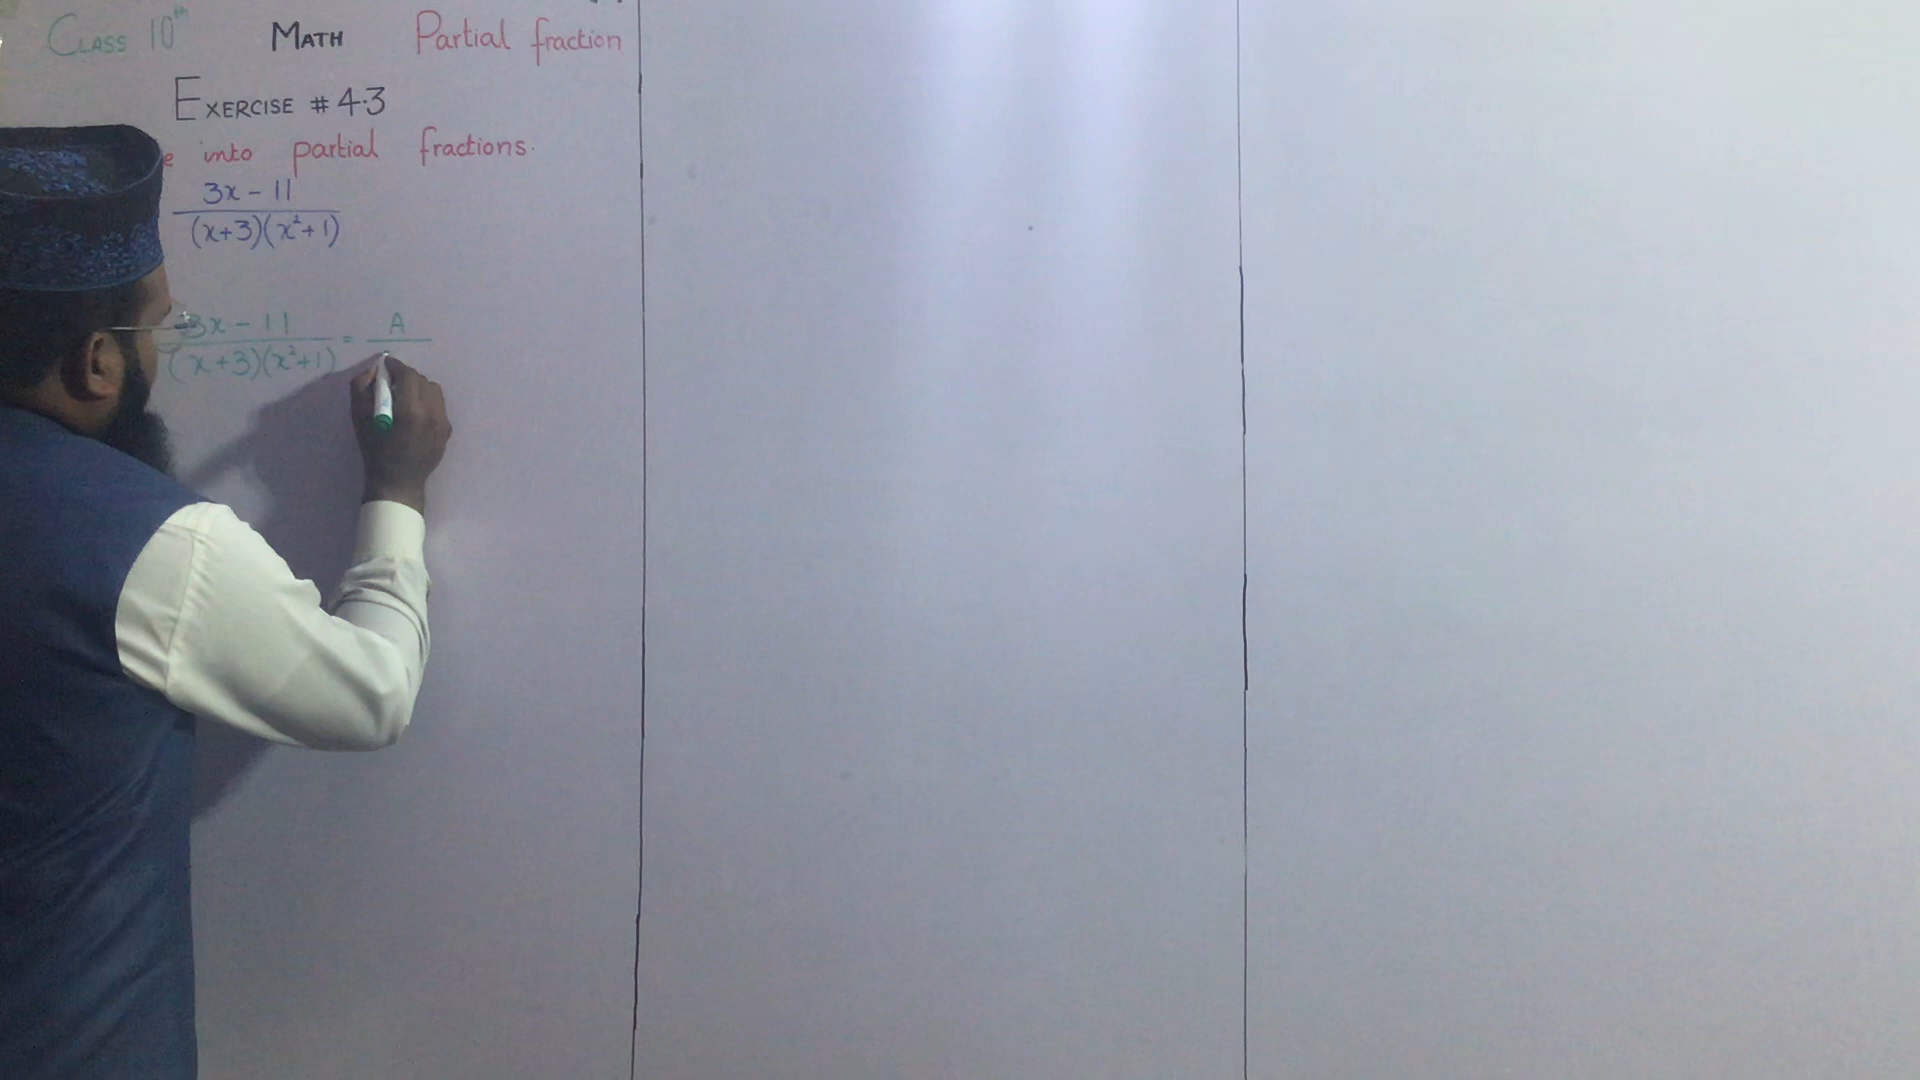 CLASS 10th MATH Partial fraction
EXERCISE # 4.3
into partial fractions.
3x - 11
(x+3)(x²+1)
3x - 11 = A
(x+3)(x²+1)